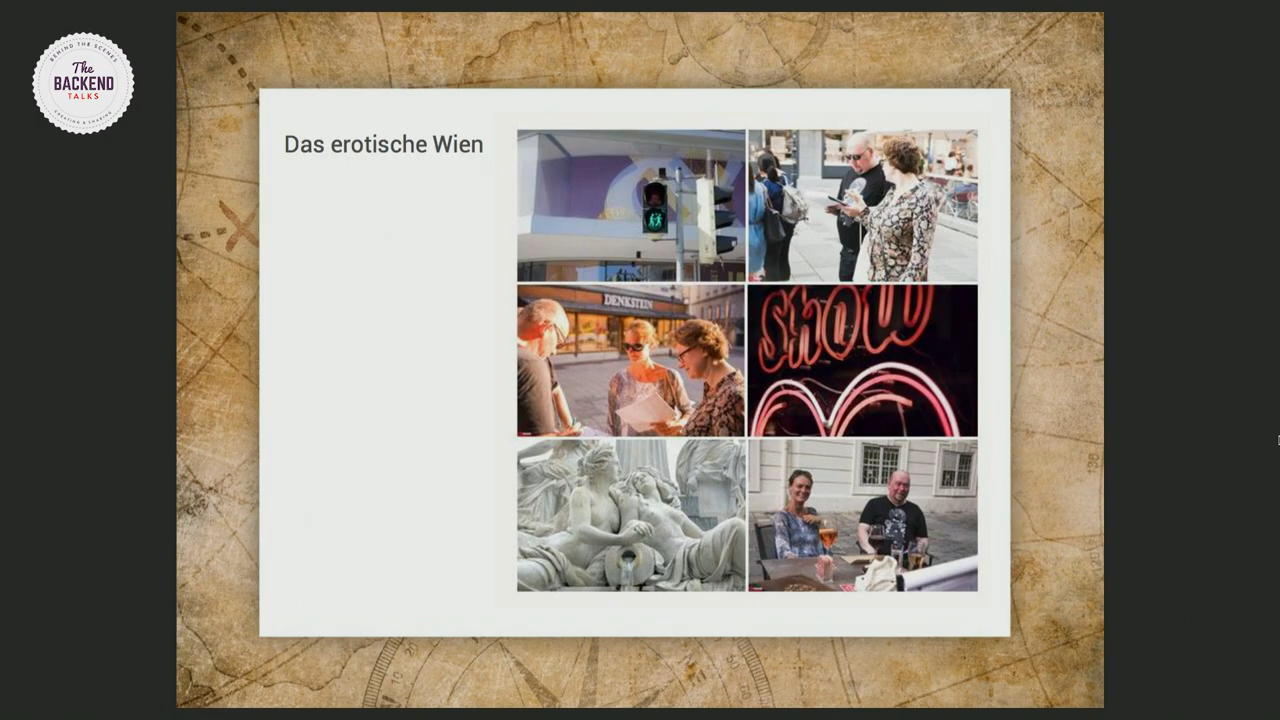 BEHIND THE SCENES
The
BACKEND
TALKS
CREATING & SHARING
Das erotische Wien
DENKSTEIN
Show